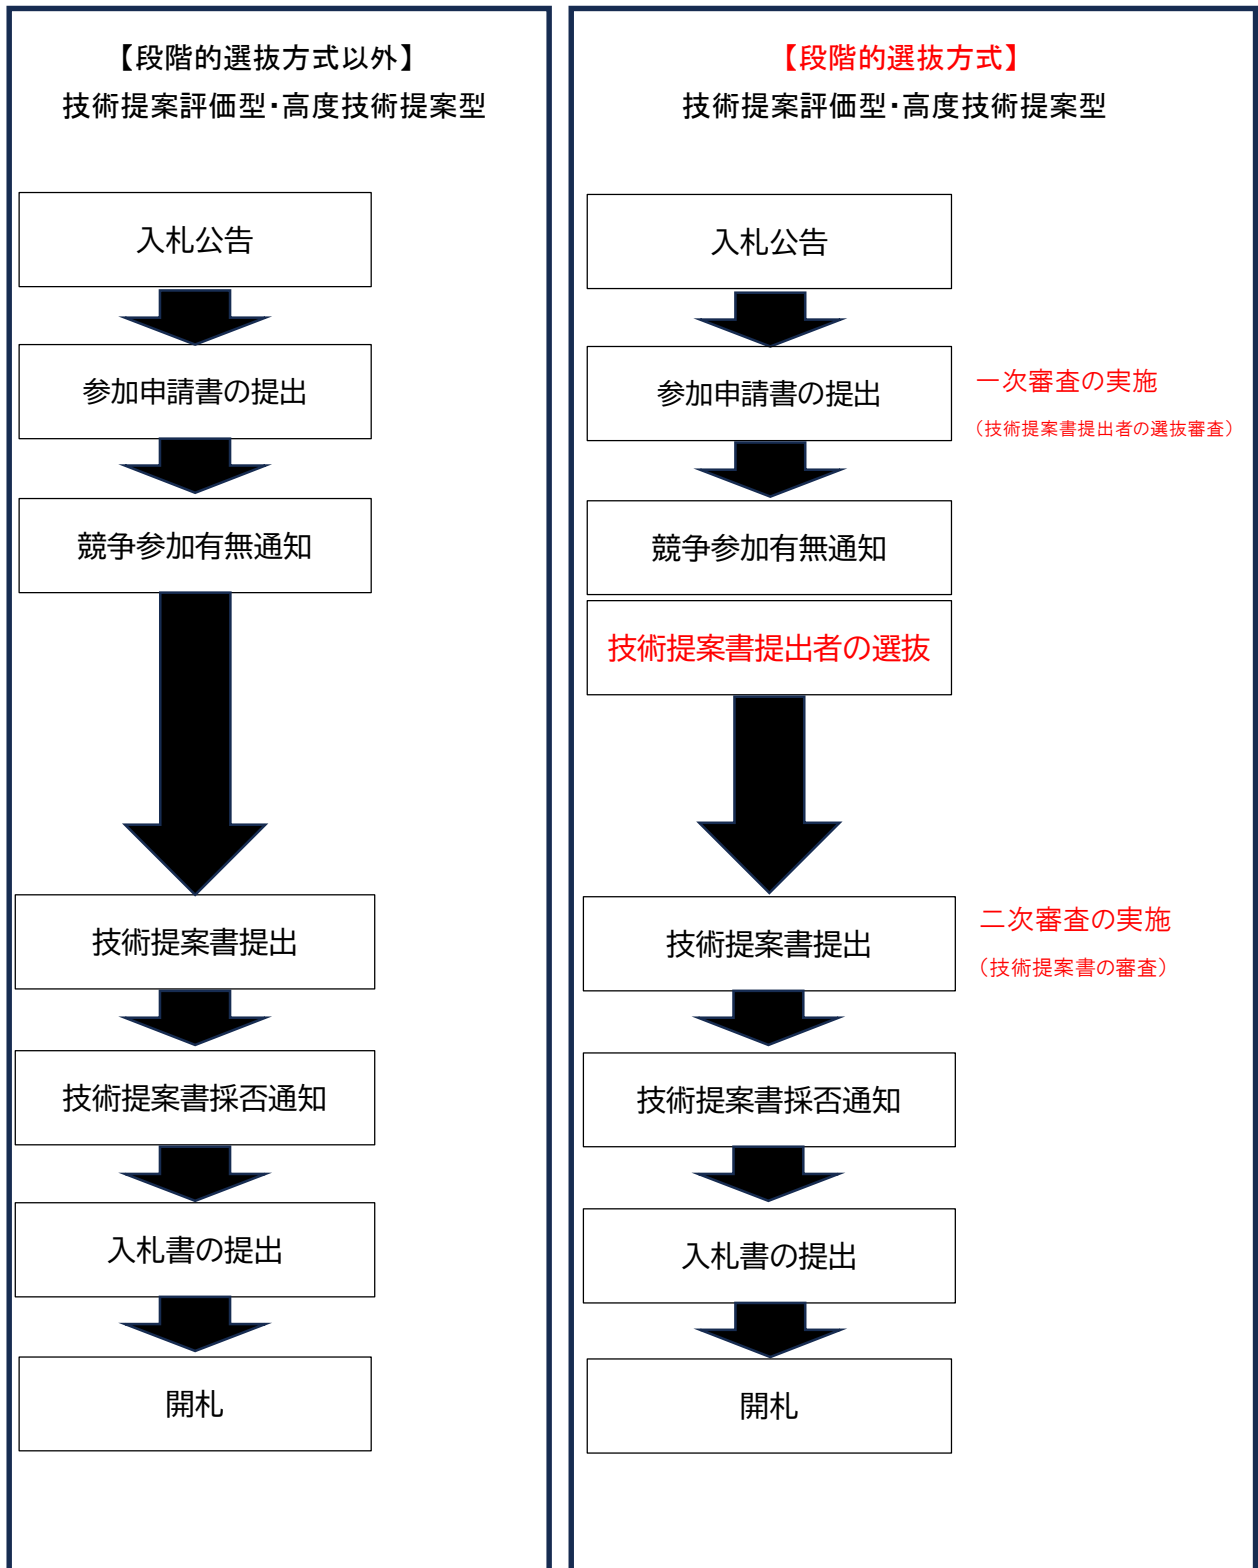 【段階的選抜方式以外】
技術提案評価型・高度技術提案型
入札公告
参加申請書の提出
競争参加有無通知
技術提案書提出
技術提案書採否通知
入札書の提出
開札
【段階的選抜方式】
技術提案評価型・高度技術提案型
入札公告
参加申請書の提出
一次審査の実施
（技術提案書提出者の選抜審査）
競争参加有無通知
技術提案書提出者の選抜
技術提案書提出
二次審査の実施
（技術提案書の審査）
技術提案書採否通知
入札書の提出
開札